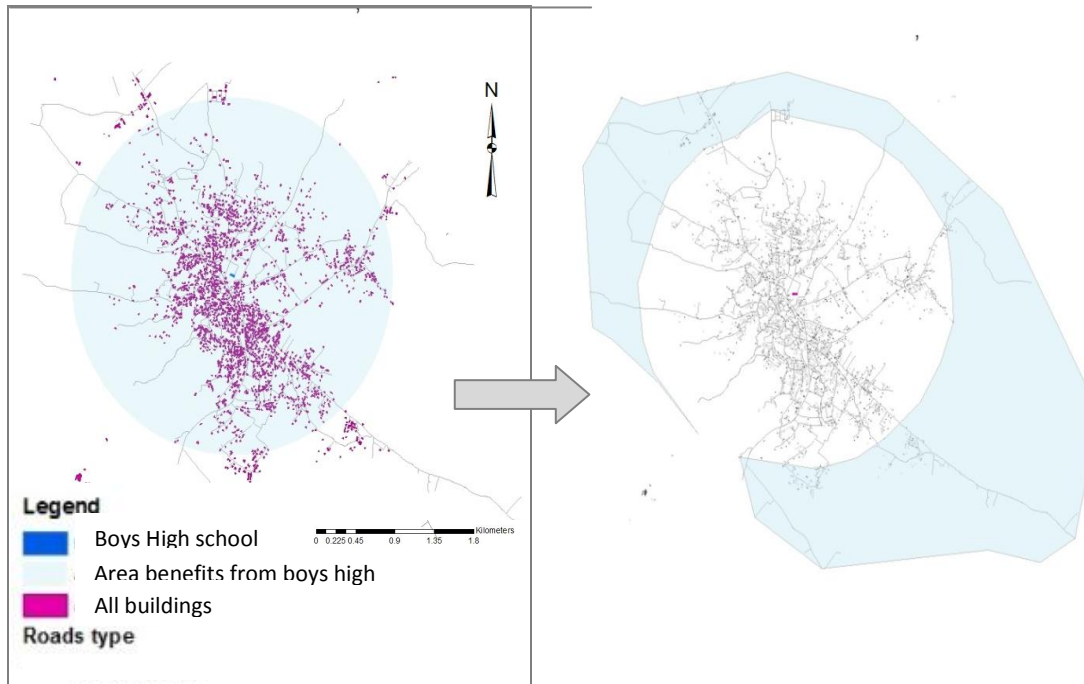 N
Legend
Boys High school
Area benefits from boys high
All buildings
Roads type
Kilometers
0 0.225 0.45 0.9 1.35 1.8